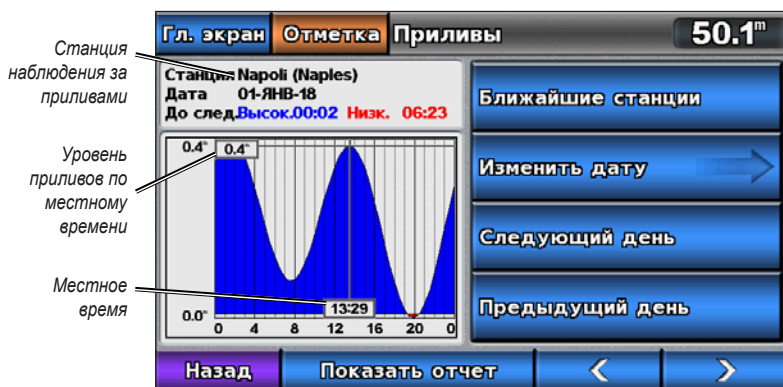 Гл. экран Отметка Приливы 50.1m
Станция наблюдения за приливами
Станция Napoli (Naples)
Дата 01-ЯНВ-18
До след.Высок.00:02 Низк. 06:23
Уровень приливов по местному времени
0.4" 0.4"
Местное время
13:29
0.0"
0 4 8 12 16 20 0
Ближайшие станции
Изменить дату
Следующий день
Предыдущий день
Назад Показать отчет